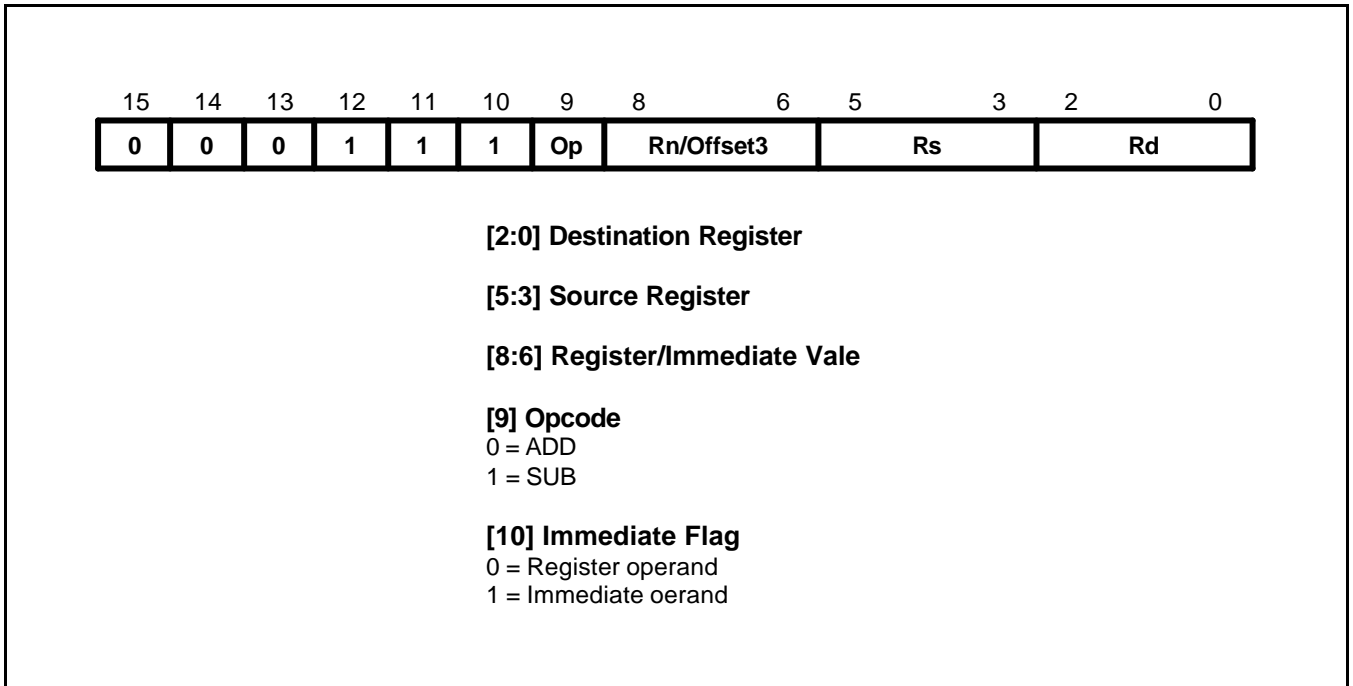 15 14 13 12 11 10 9 8 6 5 3 2 0
0 0 0 1 1 1 Op Rn/Offset3 Rs Rd
[2:0] Destination Register
[5:3] Source Register
[8:6] Register/Immediate Vale
[9] Opcode
0 = ADD
1 = SUB
[10] Immediate Flag
0 = Register operand
1 = Immediate oerand